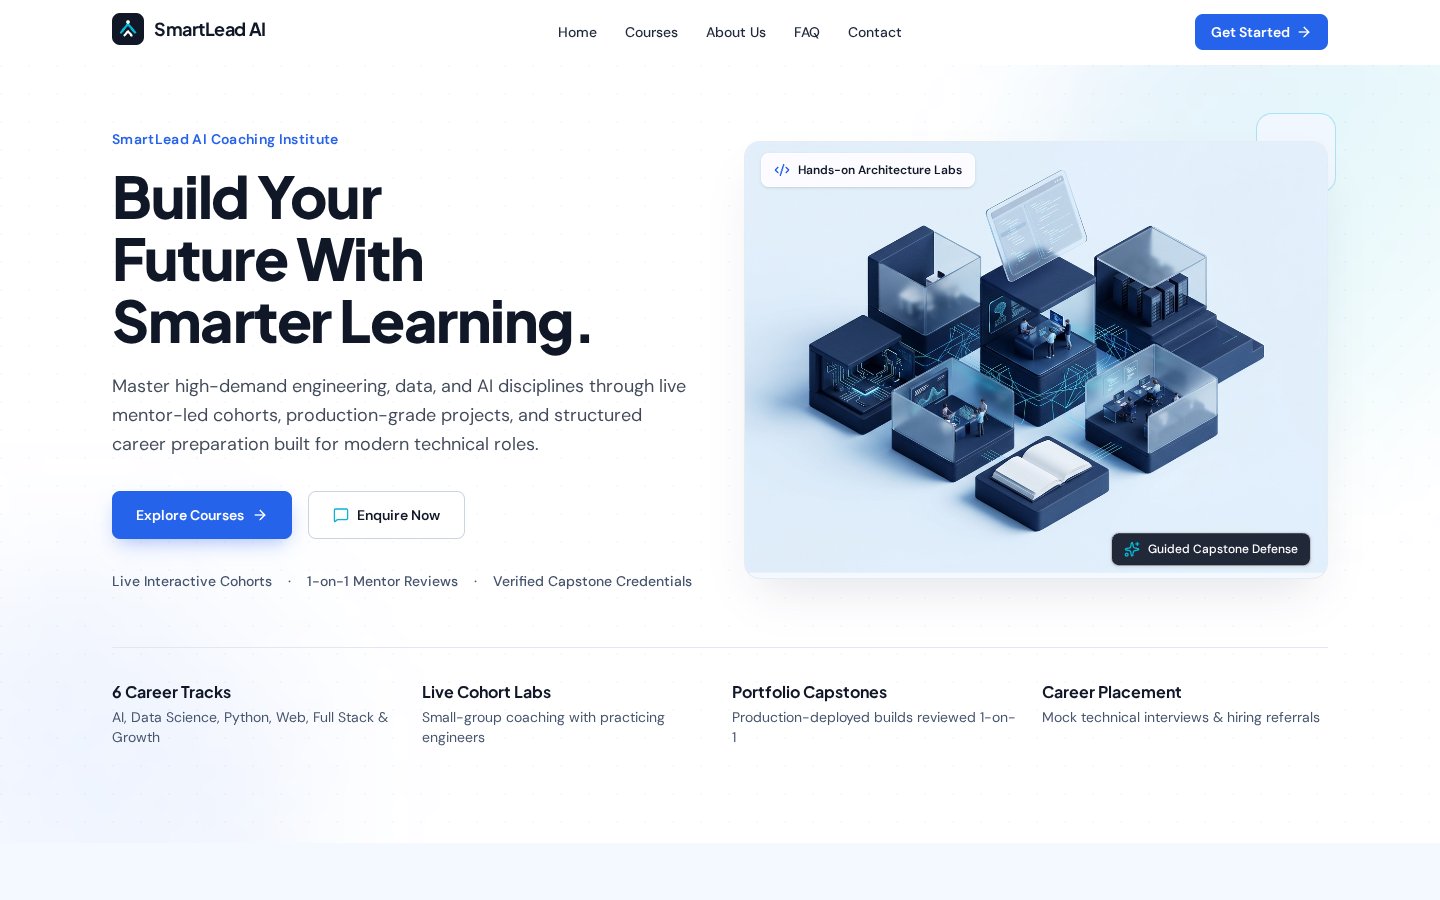 SmartLead AI
Home
Courses
About Us
FAQ
Contact
Get Started
SmartLead AI Coaching Institute
Build Your
Future With
Smarter Learning.
Master high-demand engineering, data, and AI disciplines through live
mentor-led cohorts, production-grade projects, and structured
career preparation built for modern technical roles.
Explore Courses
Enquire Now
Live Interactive Cohorts · 1-on-1 Mentor Reviews · Verified Capstone Credentials
Hands-on Architecture Labs
Guided Capstone Defense
6 Career Tracks
AI, Data Science, Python, Web, Full Stack &
Growth
Live Cohort Labs
Small-group coaching with practicing
engineers
Portfolio Capstones
Production-deployed builds reviewed 1-on-
1
Career Placement
Mock technical interviews & hiring referrals